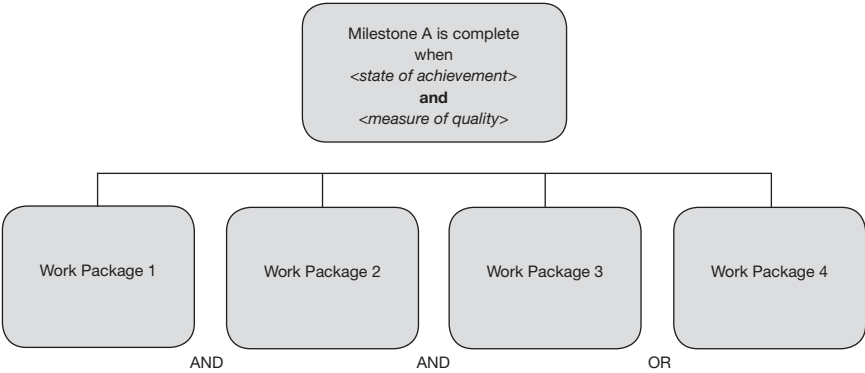 Milestone A is complete
when
<state of achievement>
and
<measure of quality>
Work Package 1
Work Package 2
Work Package 3
Work Package 4
AND
AND
OR